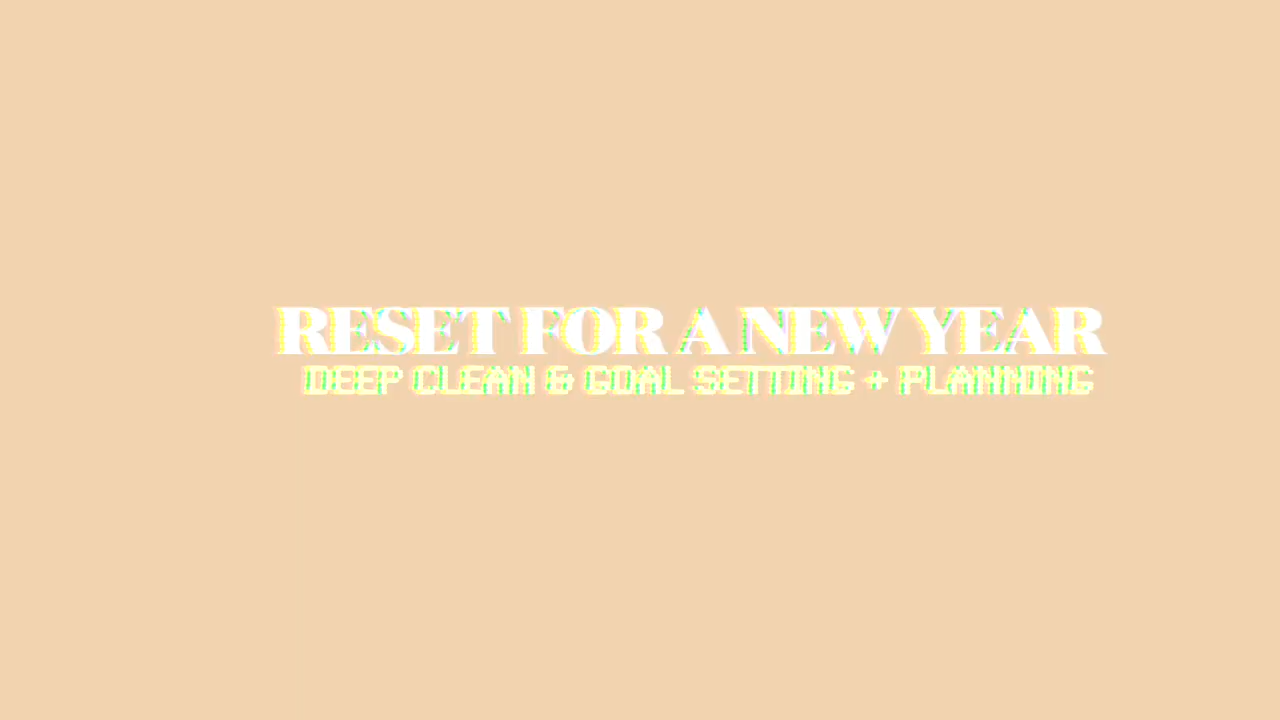 RESET FOR A NEW YEAR
DEEP CLEAN & GOAL SETTING + PLANNING